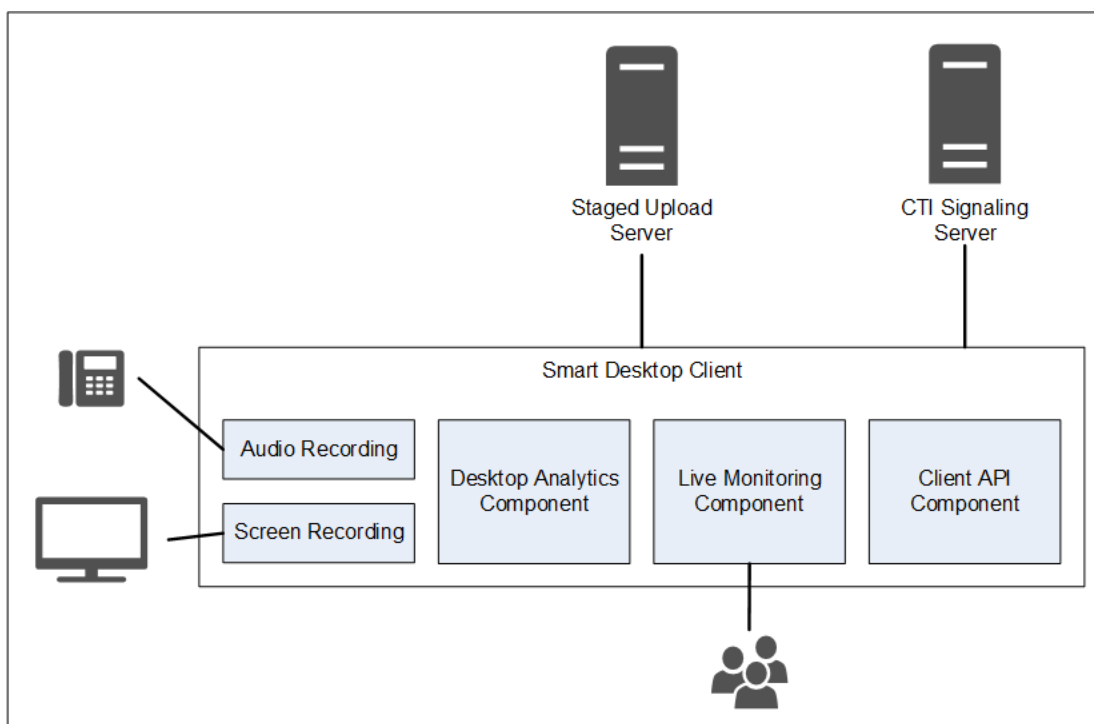 Staged Upload
Server
CTI Signaling
Server
Smart Desktop Client
Audio Recording
Screen Recording
Desktop Analytics
Component
Live Monitoring
Component
Client API
Component